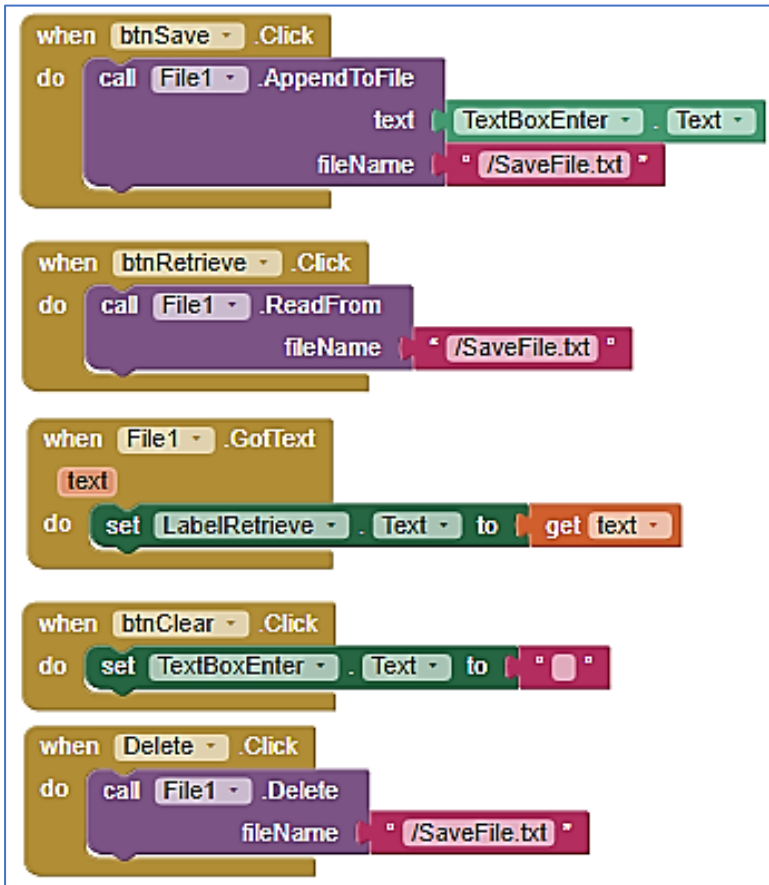 when btnSave .Click
do call File1 .AppendToFile
text TextBoxEnter . Text
fileName " /SaveFile.txt "
when btnRetrieve .Click
do call File1 .ReadFrom
fileName " /SaveFile.txt "
when File1 .GotText
text
do set LabelRetrieve . Text to get text
when btnClear .Click
do set TextBoxEnter . Text to " "
when Delete .Click
do call File1 .Delete
fileName " /SaveFile.txt "